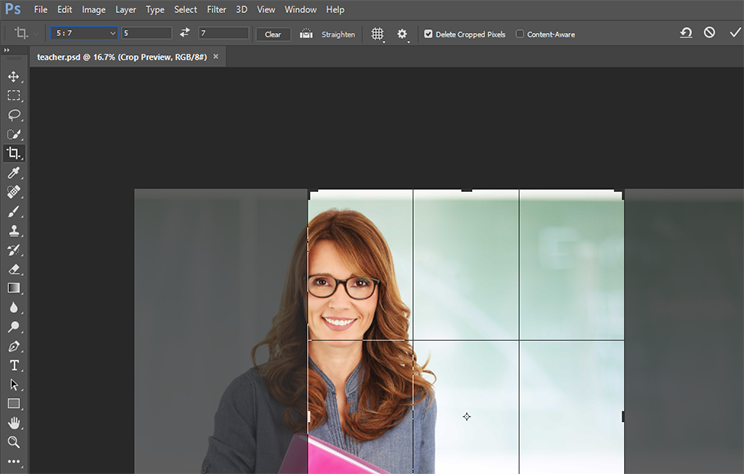 Ps File Edit Image Layer Type Select Filter 3D View Window Help
5 : 7 5 7 Clear Straighten Delete Cropped Pixels Content-Aware
teacher.psd @ 16.7% (Crop Preview, RGB/8#) ×
T